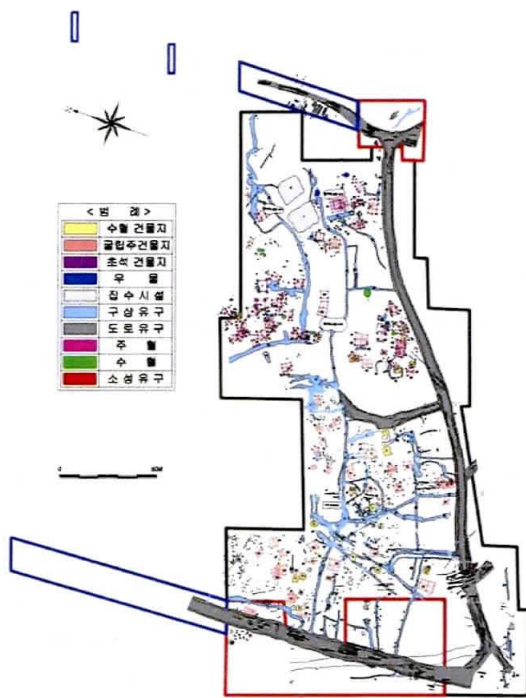 < 범 례 >
수혈 건물지
굴립주건물지
초석 건물지
우 물
집수시설
구상유구
도로유구
주 혈
수 혈
소성유구
0
50M